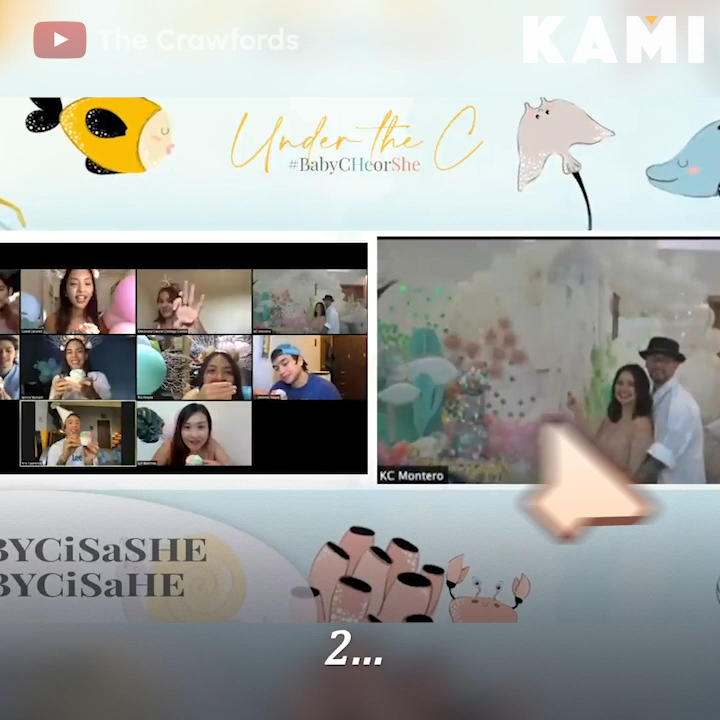 The Crawfords
KAMI
Under the C
#BabyCHeorShe
KC Montero
BYCiSaSHE
BYCiSaHE
2...